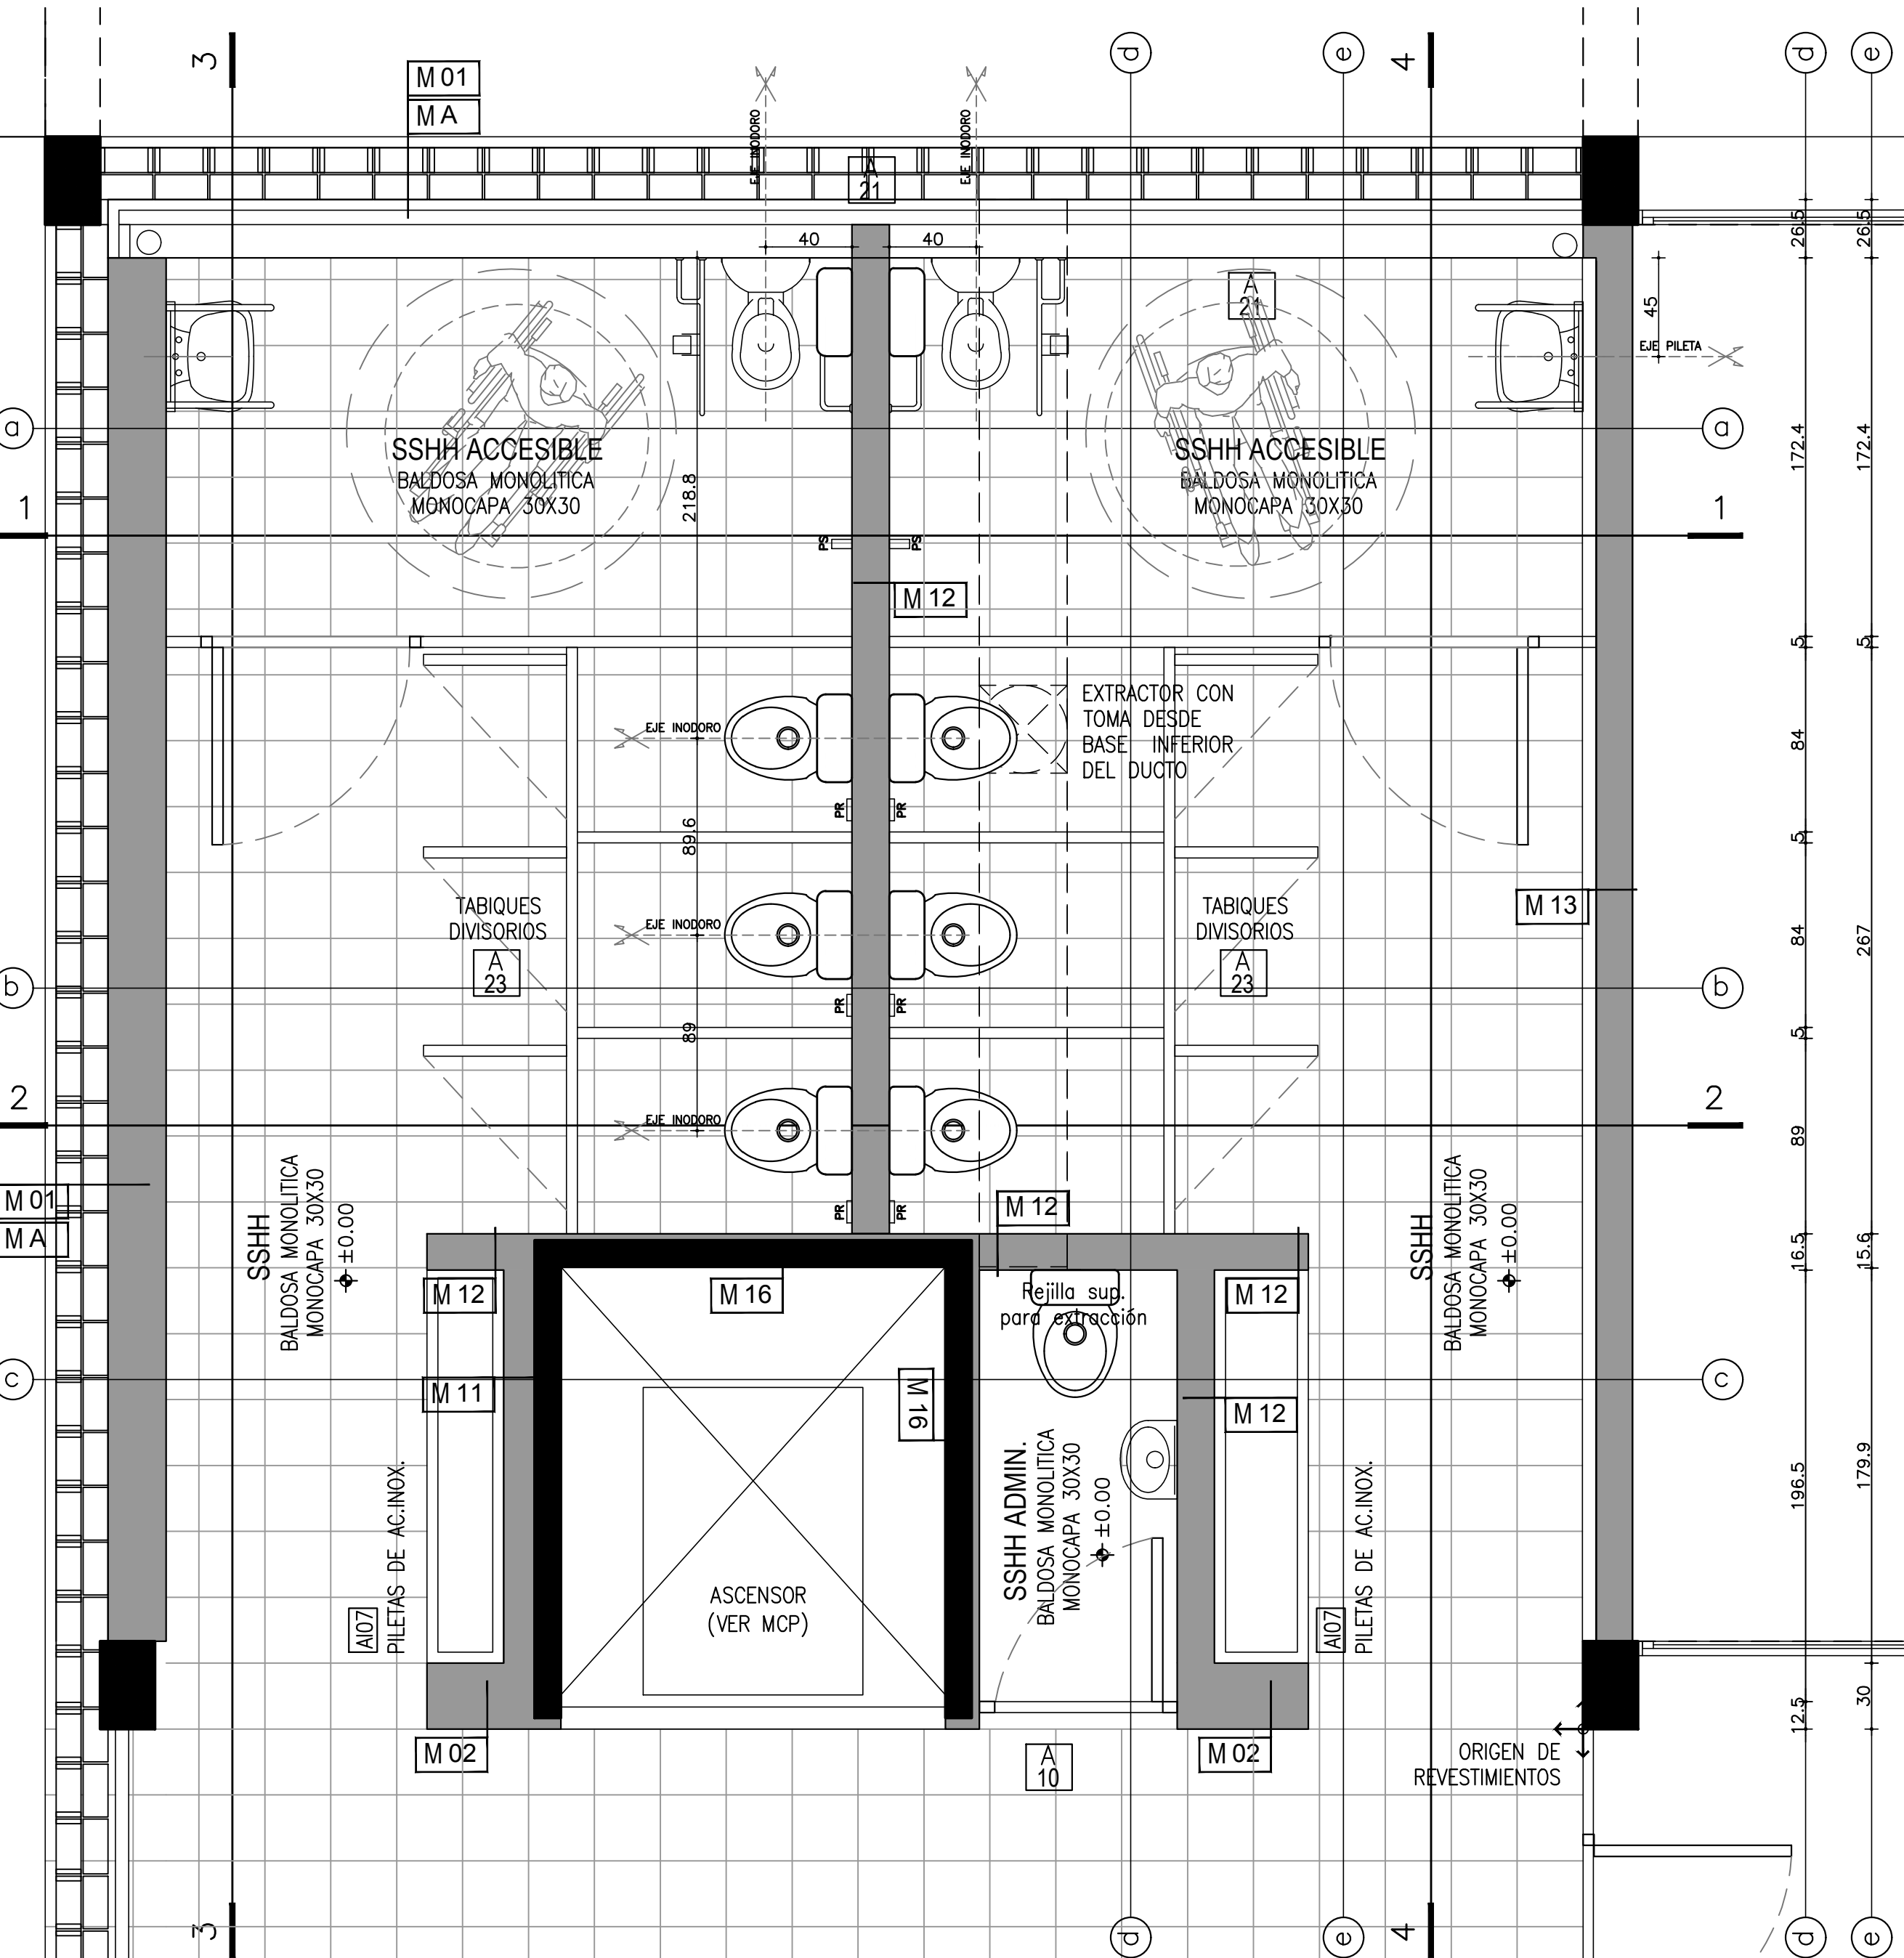 3
d
e
4
d
e
M 01
M A
EJE INODORO
EJE INODORO
A
21
40
40
26.5
26.5
A
21
45
EJE PILETA
a
SSHH ACCESIBLE
BALDOSA MONOLITICA
MONOCAPA 30X30
218.8
SSHH ACCESIBLE
BALDOSA MONOLITICA
MONOCAPA 30X30
a
172.4
172.4
1
1
PS
PS
M 12
5
5
EJE INODORO
EXTRACTOR CON
TOMA DESDE
BASE INFERIOR
DEL DUCTO
84
PR
PR
89.6
5
TABIQUES
DIVISORIOS
A
23
EJE INODORO
TABIQUES
DIVISORIOS
A
23
M 13
84
267
b
b
PR
PR
89
5
2
2
EJE INODORO
89
M 01
M A
SSHH
BALDOSA MONOLITICA
MONOCAPA 30X30
±0.00
PR
PR
M 12
SSHH
BALDOSA MONOLITICA
MONOCAPA 30X30
±0.00
16.5
15.6
M 12
M 16
Rejilla sup.
para extracción
M 12
c
M 11
M 16
M 12
c
AI07
PILETAS DE AC.INOX.
ASCENSOR
(VER MCP)
SSHH ADMIN.
BALDOSA MONOLITICA
MONOCAPA 30X30
±0.00
AI07
PILETAS DE AC.INOX.
196.5
179.9
12.5
30
M 02
A
10
M 02
ORIGEN DE
REVESTIMIENTOS
3
d
e
4
d
e